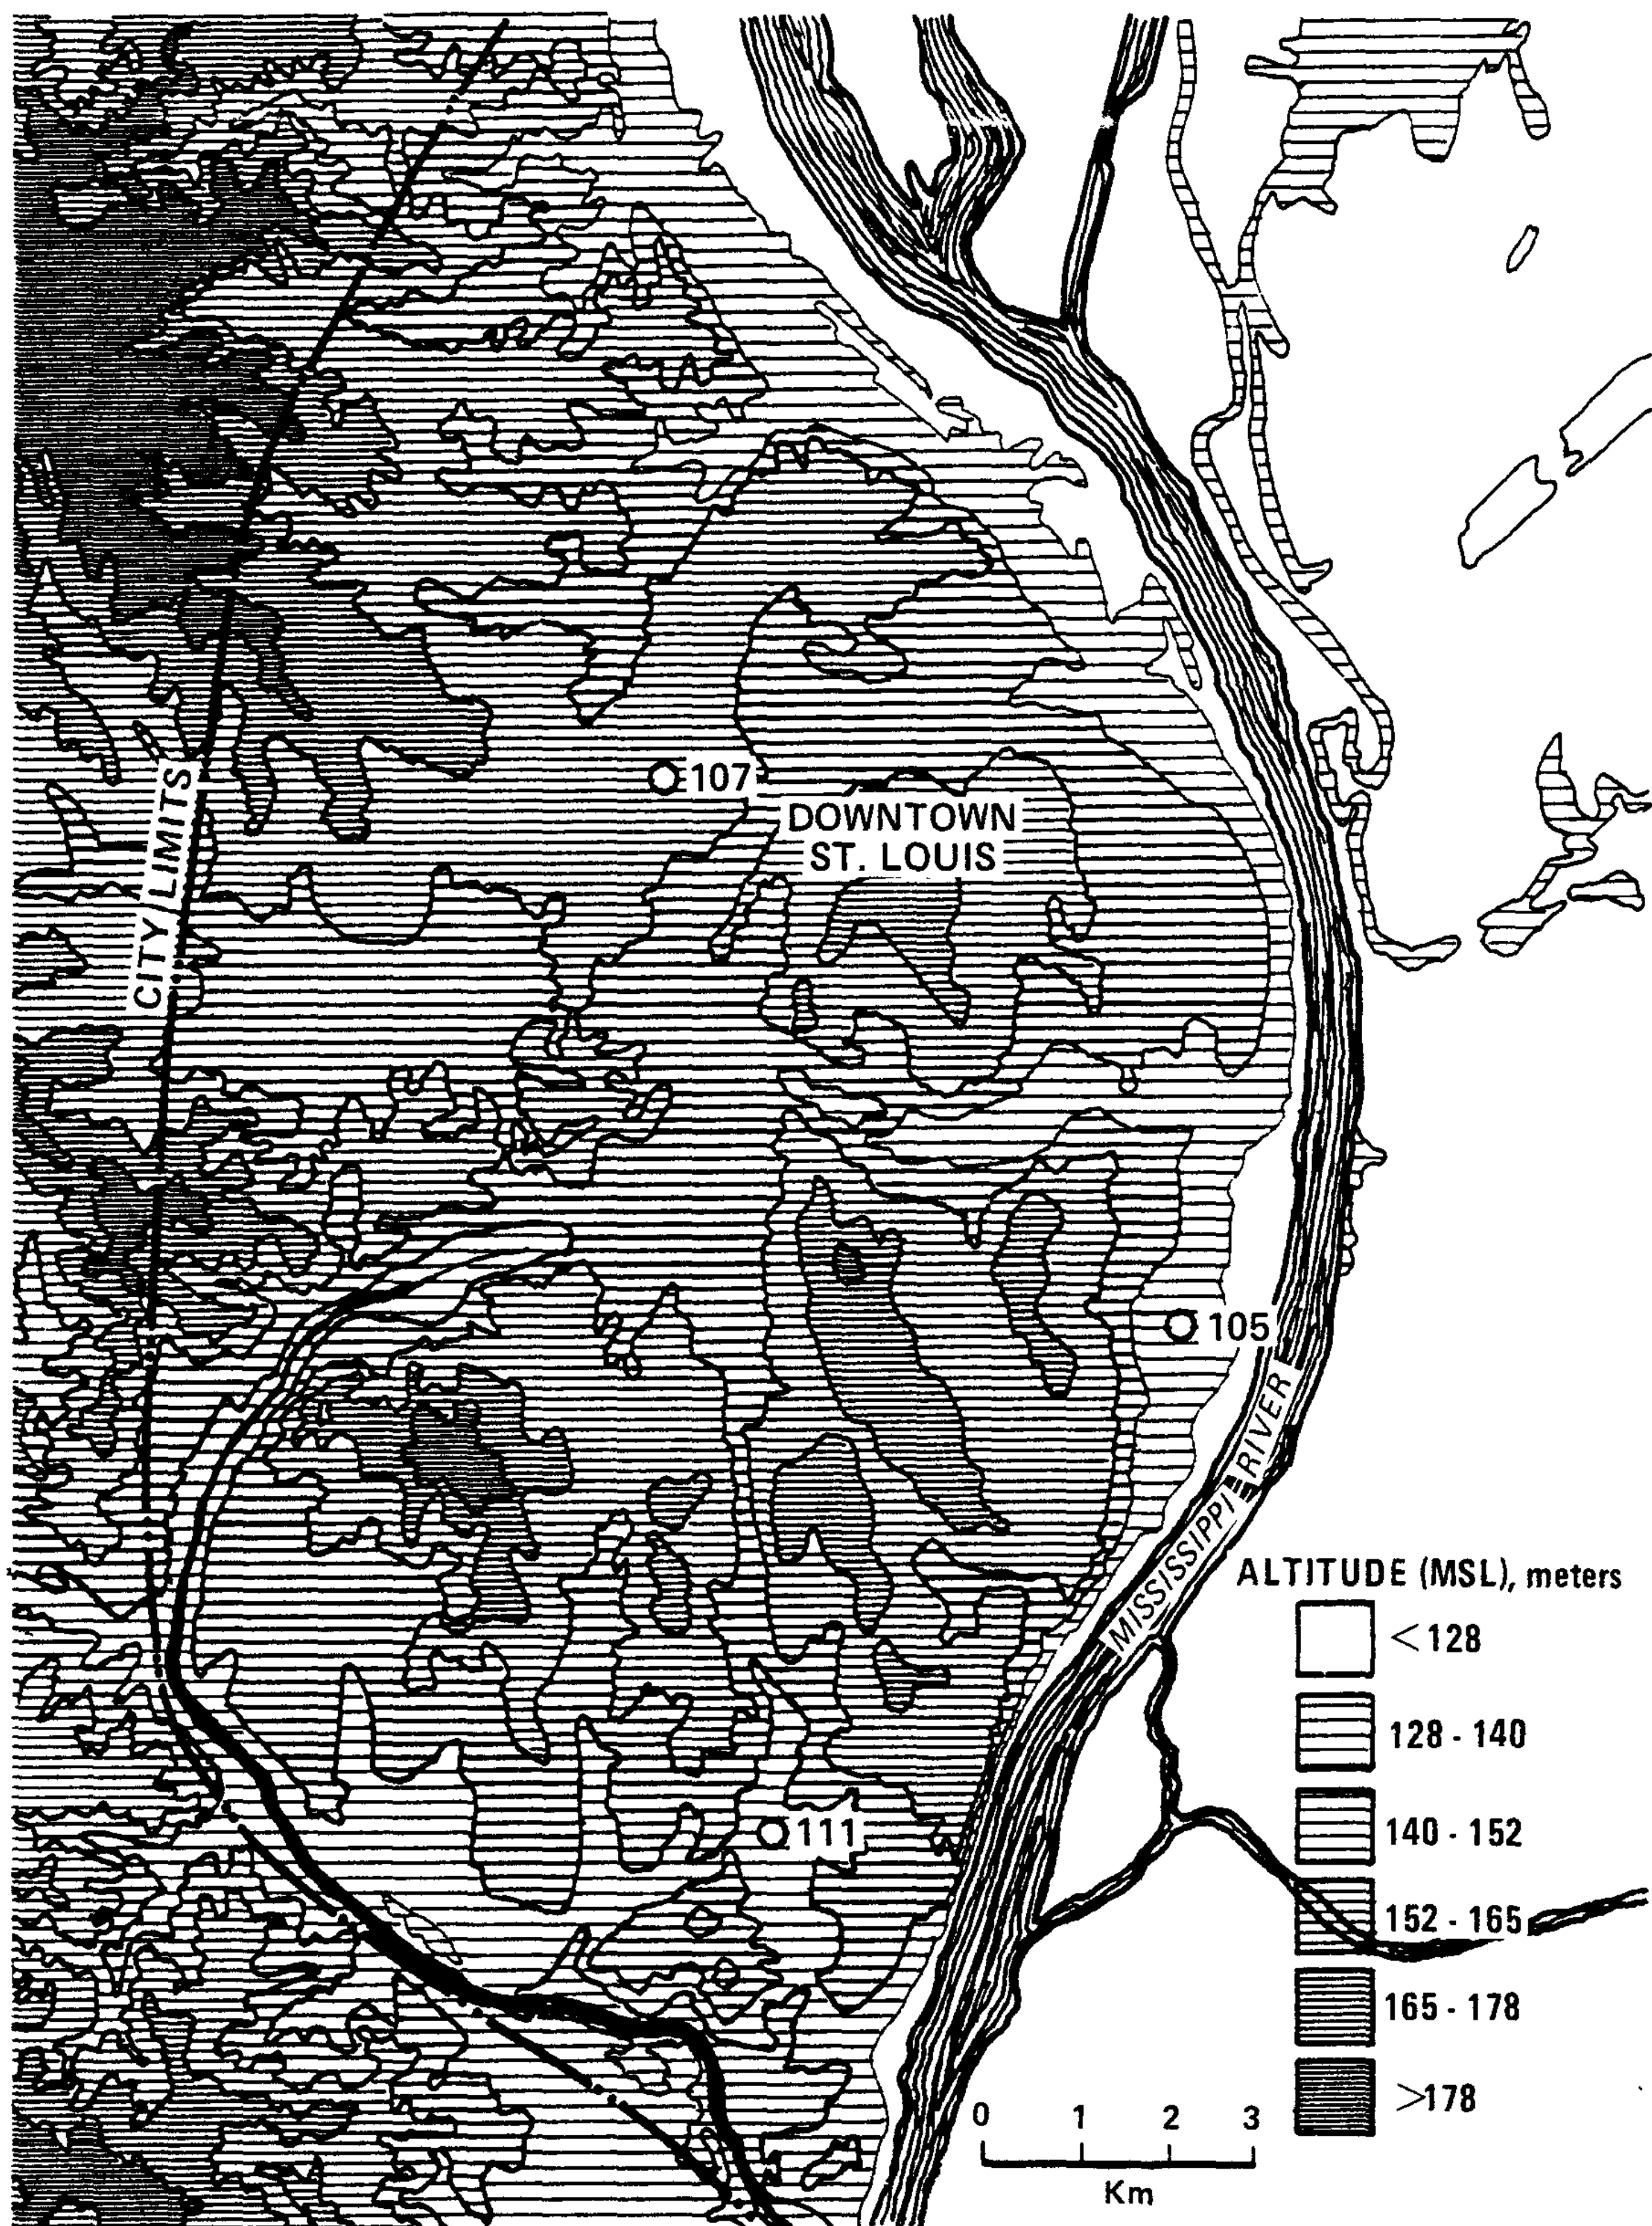 107
DOWNTOWN
ST. LOUIS
CITY LIMITS
105
MISSISSIPPI RIVER
111
ALTITUDE (MSL), meters
<128
128 - 140
140 - 152
152 - 165
165 - 178
>178
0 1 2 3
Km